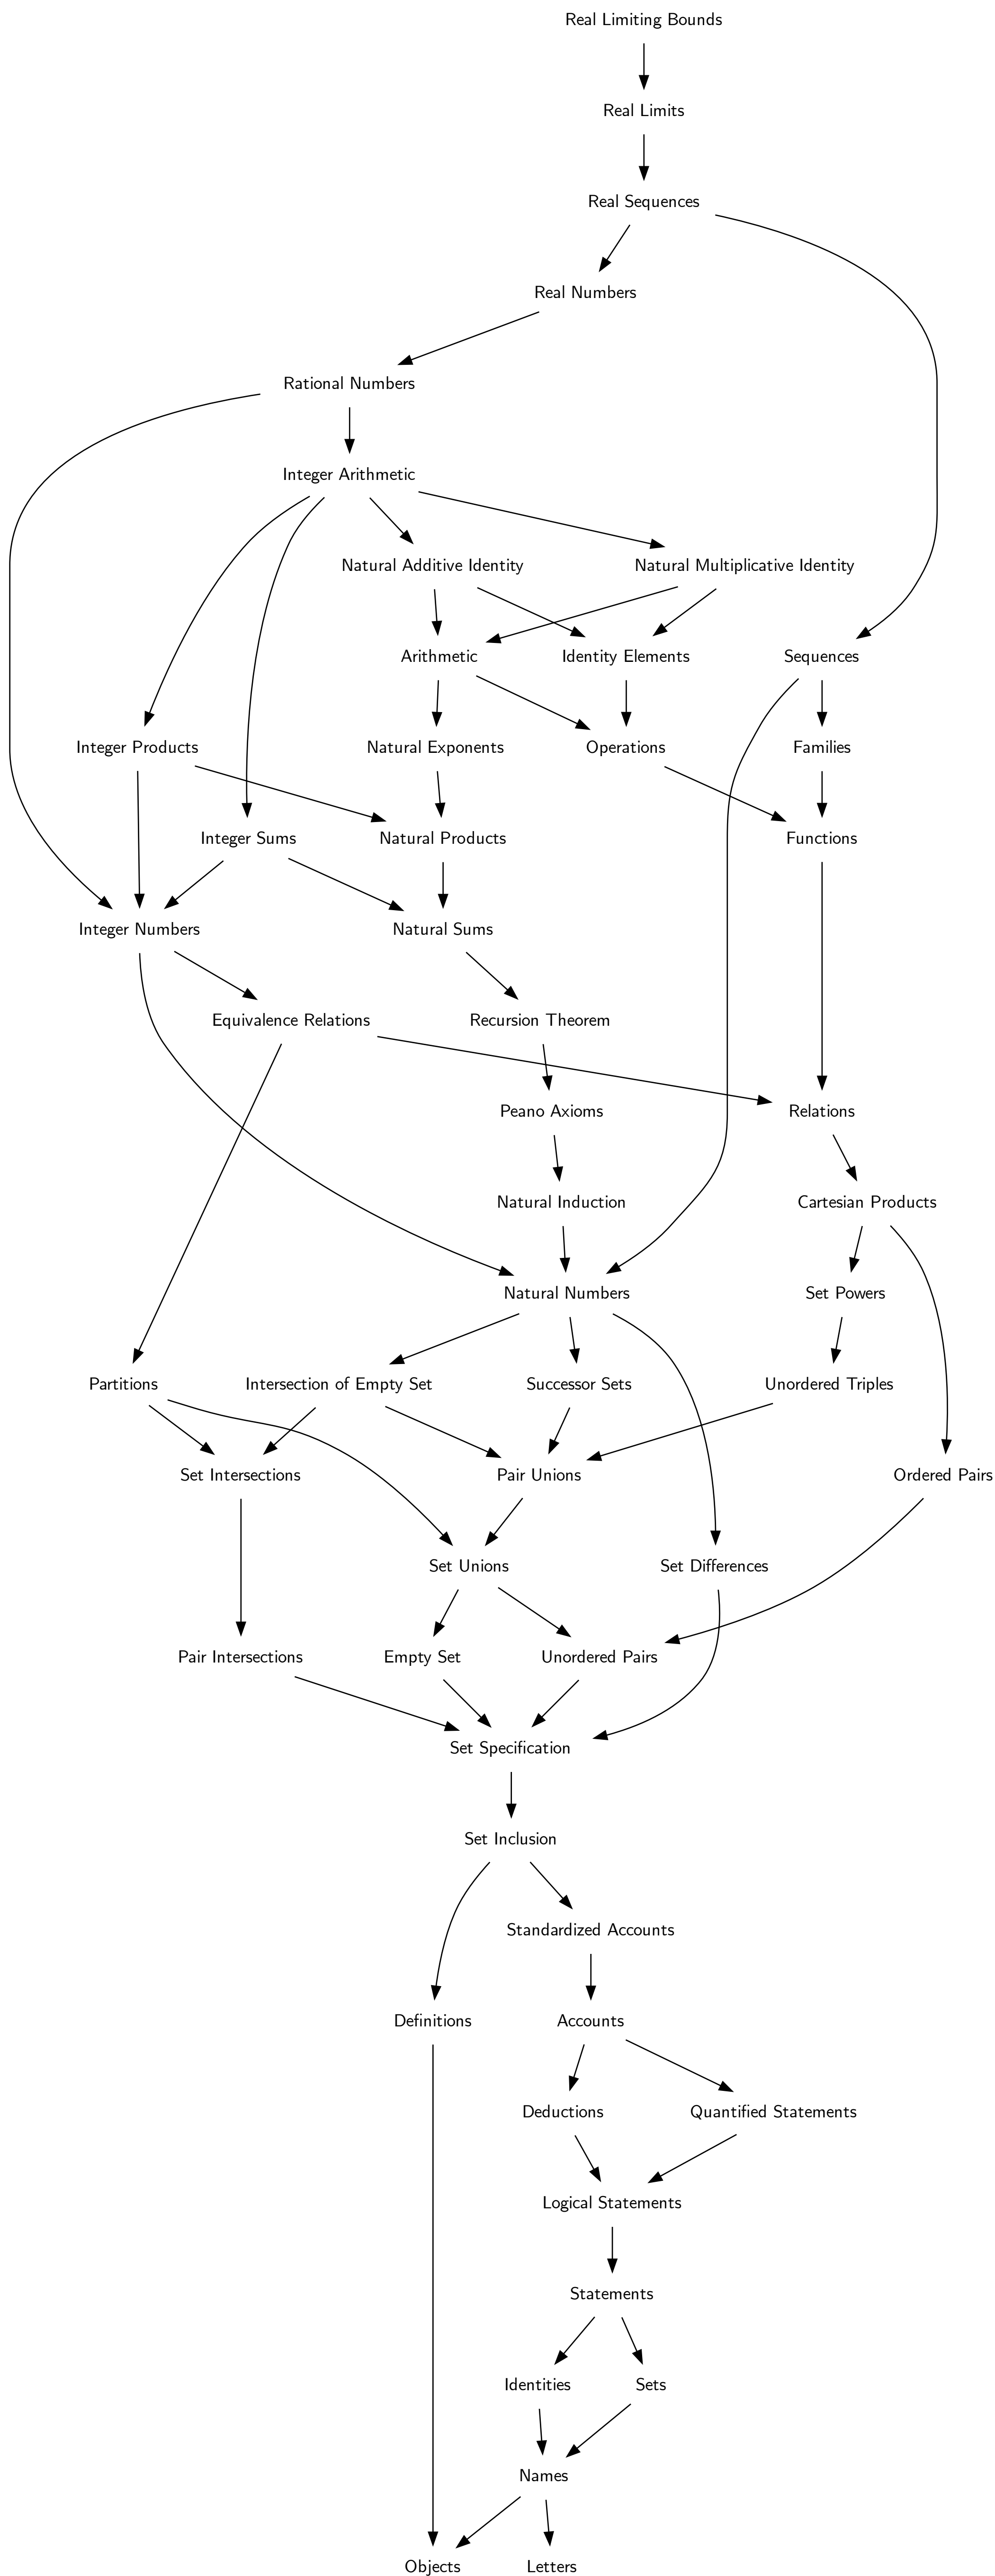 Real Limiting Bounds
Real Limits
Real Sequences
Real Numbers
Rational Numbers
Integer Arithmetic
Natural Additive Identity
Natural Multiplicative Identity
Arithmetic
Identity Elements
Sequences
Integer Products
Natural Exponents
Operations
Families
Integer Sums
Natural Products
Functions
Integer Numbers
Natural Sums
Equivalence Relations
Recursion Theorem
Peano Axioms
Relations
Natural Induction
Cartesian Products
Natural Numbers
Set Powers
Partitions
Intersection of Empty Set
Successor Sets
Unordered Triples
Set Intersections
Pair Unions
Ordered Pairs
Set Unions
Set Differences
Pair Intersections
Empty Set
Unordered Pairs
Set Specification
Set Inclusion
Standardized Accounts
Definitions
Accounts
Deductions
Quantified Statements
Logical Statements
Statements
Identities
Sets
Names
Objects
Letters